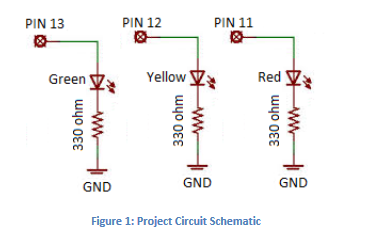 PIN 13
PIN 12
PIN 11
Green
Yellow
Red
330 ohm
330 ohm
330 ohm
GND
GND
GND
Figure 1: Project Circuit Schematic